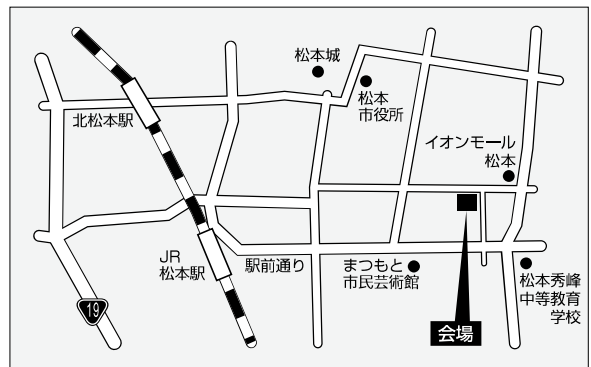 松本城
松本
市役所
北松本駅
イオンモール
松本
JR
松本駅
駅前通り
まつもと
市民芸術館
松本秀峰
中等教育
学校
19
会場